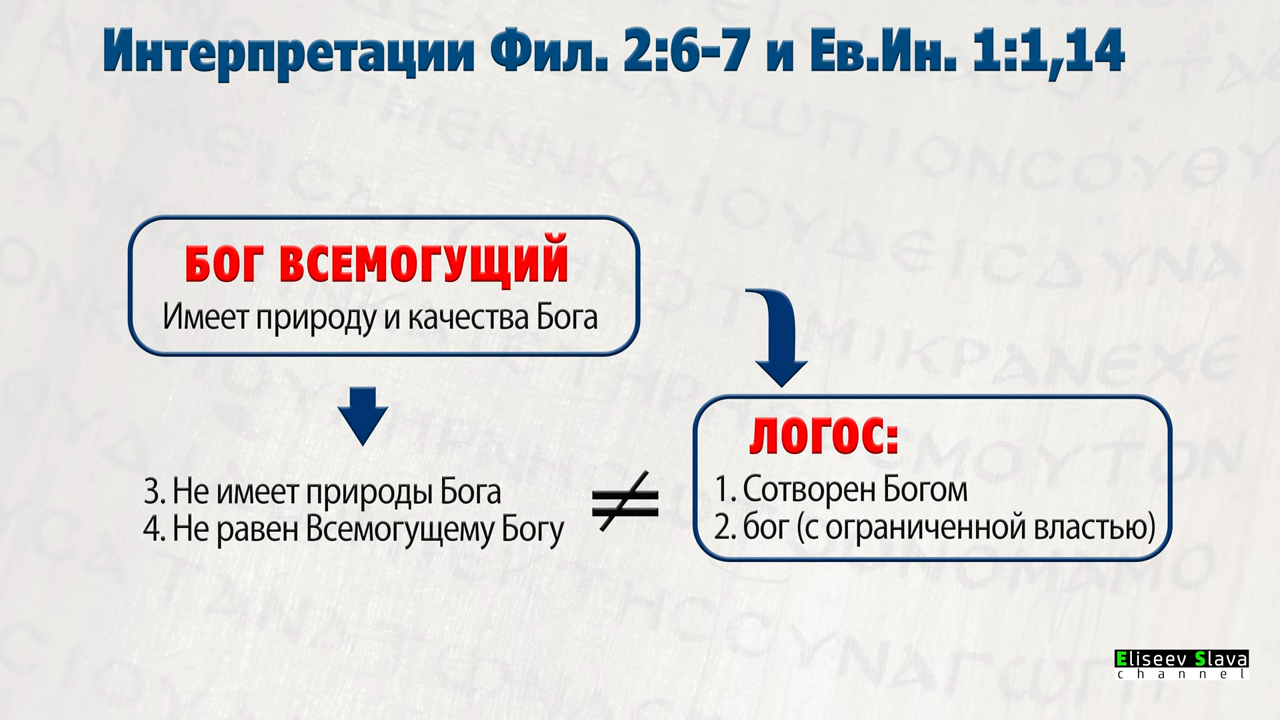 Интерпретации Фил. 2:6-7 и Ев.Ин. 1:1,14
БОГ ВСЕМОГУЩИЙ
Имеет природу и качества Бога
ЛОГОС:
1. Сотворен Богом
2. бог (с ограниченной властью)
≠
3. Не имеет природы Бога
4. Не равен Всемогущему Богу
Eliseev Slava
channel